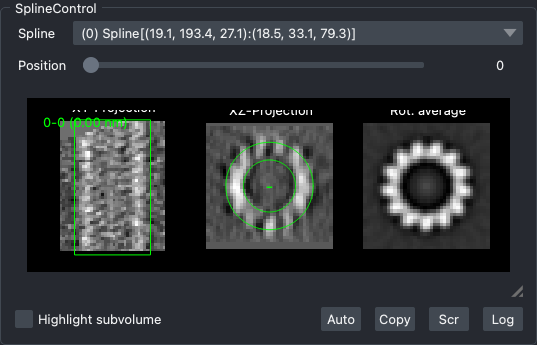 SplineControl
Spline (0) Spline[(19.1, 193.4, 27.1):(18.5, 33.1, 79.3)]
Position 0
XY-Projection XZ-Projection Rot. average
0-0 (0.00 nm)
Highlight subvolume Auto Copy Scr Log